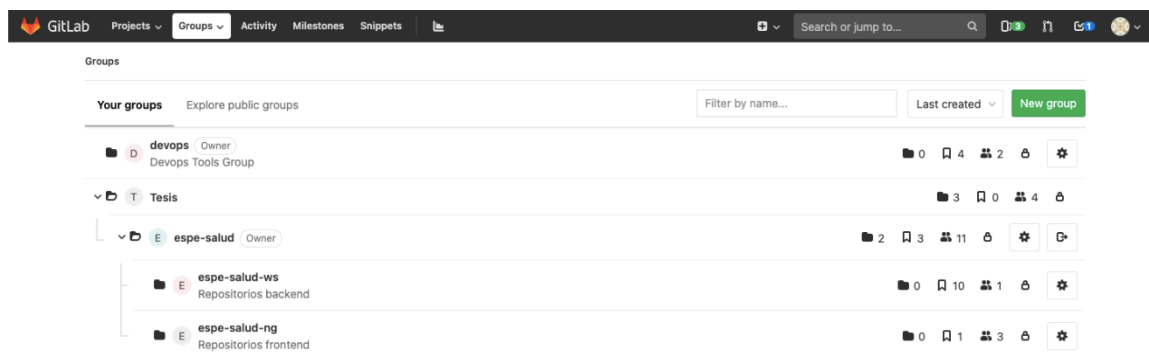 GitLab Projects Groups Activity Milestones Snippets Search or jump to... 3 1
Groups
Your groups Explore public groups Filter by name... Last created New group
D devops Owner 0 4 2
Devops Tools Group
T Tesis 3 0 4
E espe-salud Owner 2 3 11
E espe-salud-ws 0 10 1
Repositorios backend
E espe-salud-ng 0 1 3
Repositorios frontend